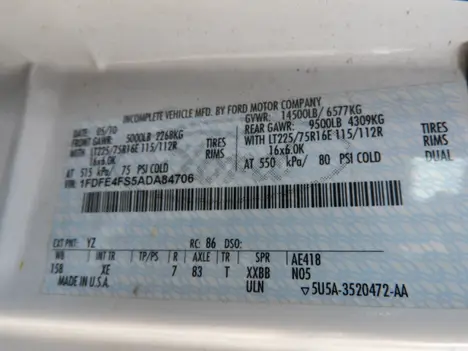 INCOMPLETE VEHICLE MFD. BY FORD MOTOR COMPANY
DATE: 05/10 GVWR: 14500LB/ 6577KG
FRONT GAWR: 5000LB 2268KG REAR GAWR: 9500LB 4309KG
WITH LT225/75R16E 115/112R TIRES WITH LT225/75R16E 115/112R TIRES
16x6.0K RIMS 16x6.0K RIMS
AT 515 kPa/ 75 PSI COLD AT 550 kPa/ 80 PSI COLD DUAL
1FDFE4FS5ADA84706
EXT PNT: YZ RC: 86 DSO:
WB INT TR TP/PS R AXLE TR SPR AE418
158 XE 7 83 T XXBB N05
MADE IN U.S.A. ULN ▽5U5A-3520472-AA